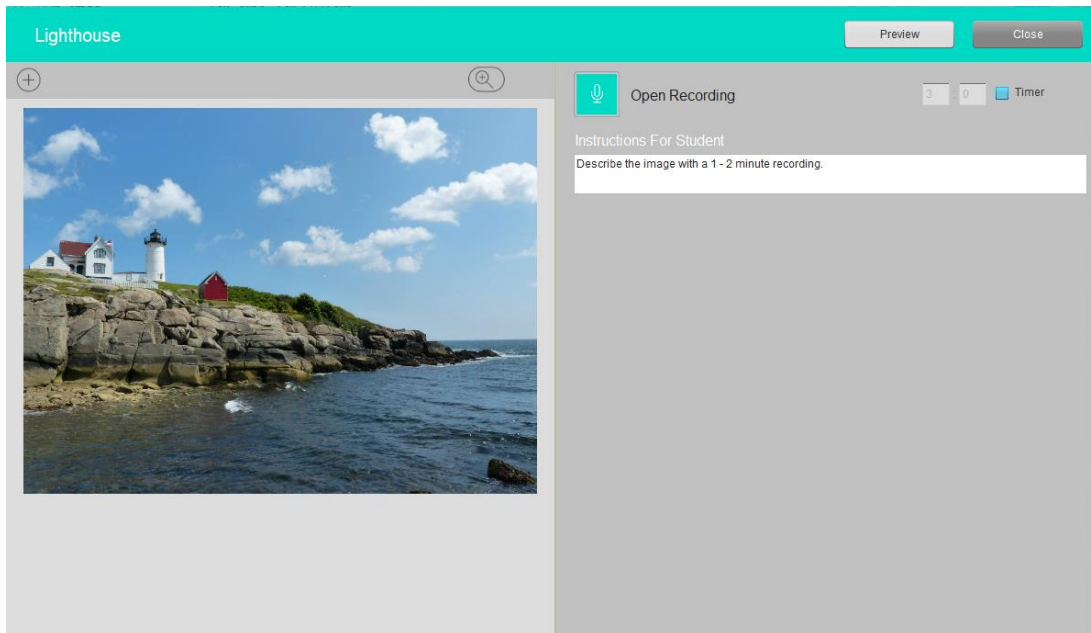 Lighthouse
Preview
Close
Open Recording
3 : 0
Timer
Instructions For Student
Describe the image with a 1 - 2 minute recording.